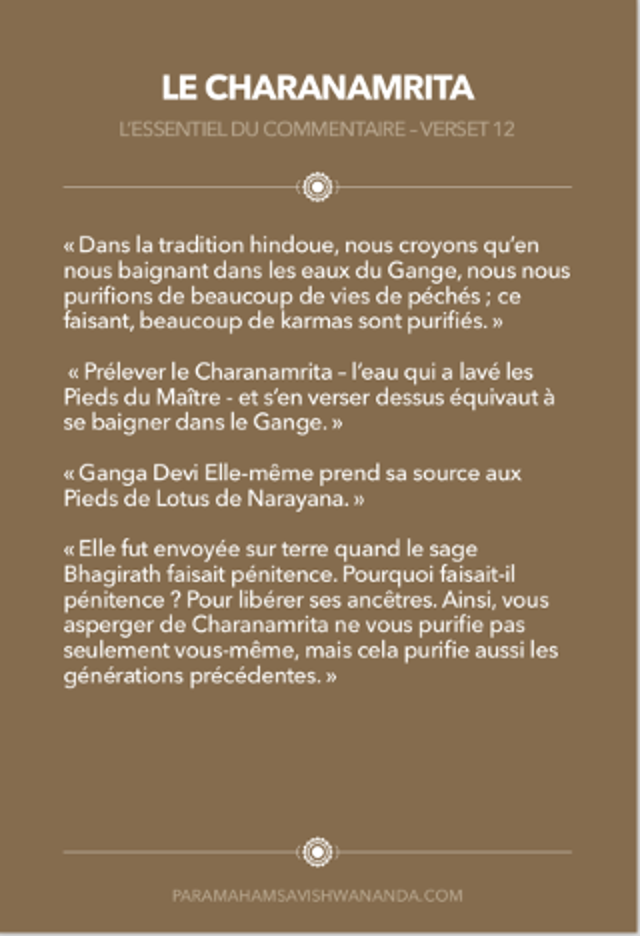 LE CHARANAMRITA
L'ESSENTIEL DU COMMENTAIRE – VERSET 12
« Dans la tradition hindoue, nous croyons qu'en
nous baignant dans les eaux du Gange, nous nous
purifions de beaucoup de vies de péchés ; ce
faisant, beaucoup de karmas sont purifiés. »
« Prélever le Charanamrita – l'eau qui a lavé les
Pieds du Maître - et s'en verser dessus équivaut à
se baigner dans le Gange. »
« Ganga Devi Elle-même prend sa source aux
Pieds de Lotus de Narayana. »
« Elle fut envoyée sur terre quand le sage
Bhagirath faisait pénitence. Pourquoi faisait-il
pénitence ? Pour libérer ses ancêtres. Ainsi, vous
asperger de Charanamrita ne vous purifie pas
seulement vous-même, mais cela purifie aussi les
générations précédentes. »
PARAMAHAMSAVISHWANANDA.COM